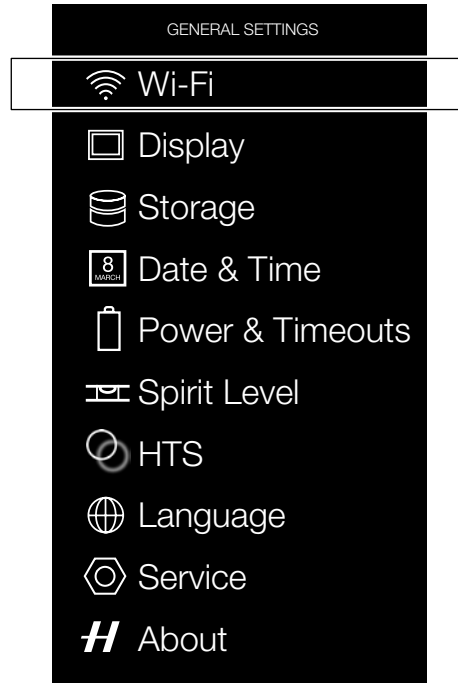 GENERAL SETTINGS
Wi-Fi
Display
Storage
8
MARCH
Date & Time
Power & Timeouts
Spirit Level
HTS
Language
Service
H About